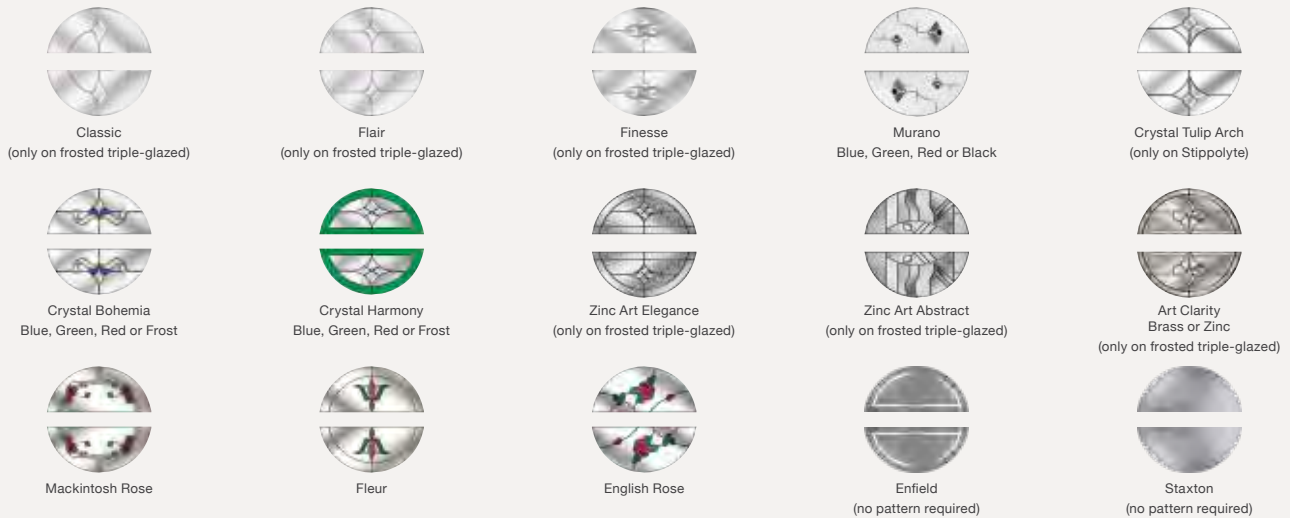 Classic
(only on frosted triple-glazed)
Flair
(only on frosted triple-glazed)
Finesse
(only on frosted triple-glazed)
Murano
Blue, Green, Red or Black
Crystal Tulip Arch
(only on Stippolyte)
Crystal Bohemia
Blue, Green, Red or Frost
Crystal Harmony
Blue, Green, Red or Frost
Zinc Art Elegance
(only on frosted triple-glazed)
Zinc Art Abstract
(only on frosted triple-glazed)
Art Clarity
Brass or Zinc
(only on frosted triple-glazed)
Mackintosh Rose
Fleur
English Rose
Enfield
(no pattern required)
Staxton
(no pattern required)